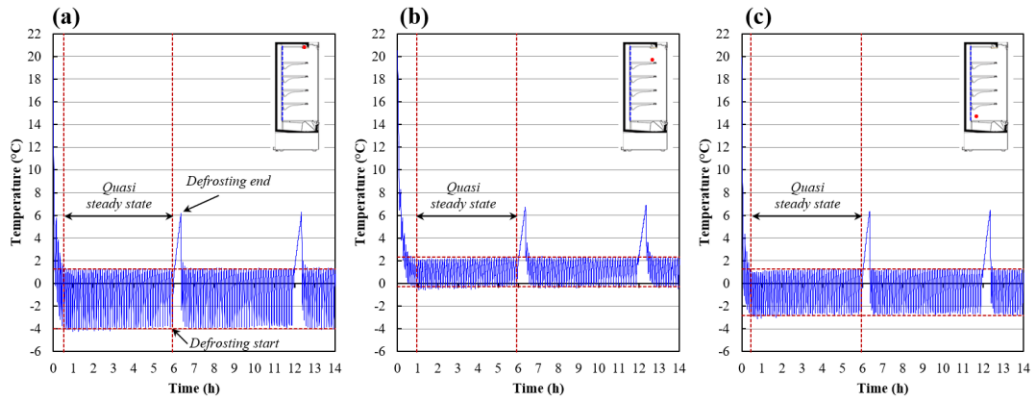 (a)
Temperature (°C)
22
20
18
16
14
12
10
8
6
4
2
0
-2
-4
-6
Quasi
steady state
Defrosting end
Defrosting start
0 1 2 3 4 5 6 7 8 9 10 11 12 13 14
Time (h)
(b)
Temperature (°C)
22
20
18
16
14
12
10
8
6
4
2
0
-2
-4
-6
Quasi
steady state
0 1 2 3 4 5 6 7 8 9 10 11 12 13 14
Time (h)
(c)
Temperature (°C)
22
20
18
16
14
12
10
8
6
4
2
0
-2
-4
-6
Quasi
steady state
0 1 2 3 4 5 6 7 8 9 10 11 12 13 14
Time (h)